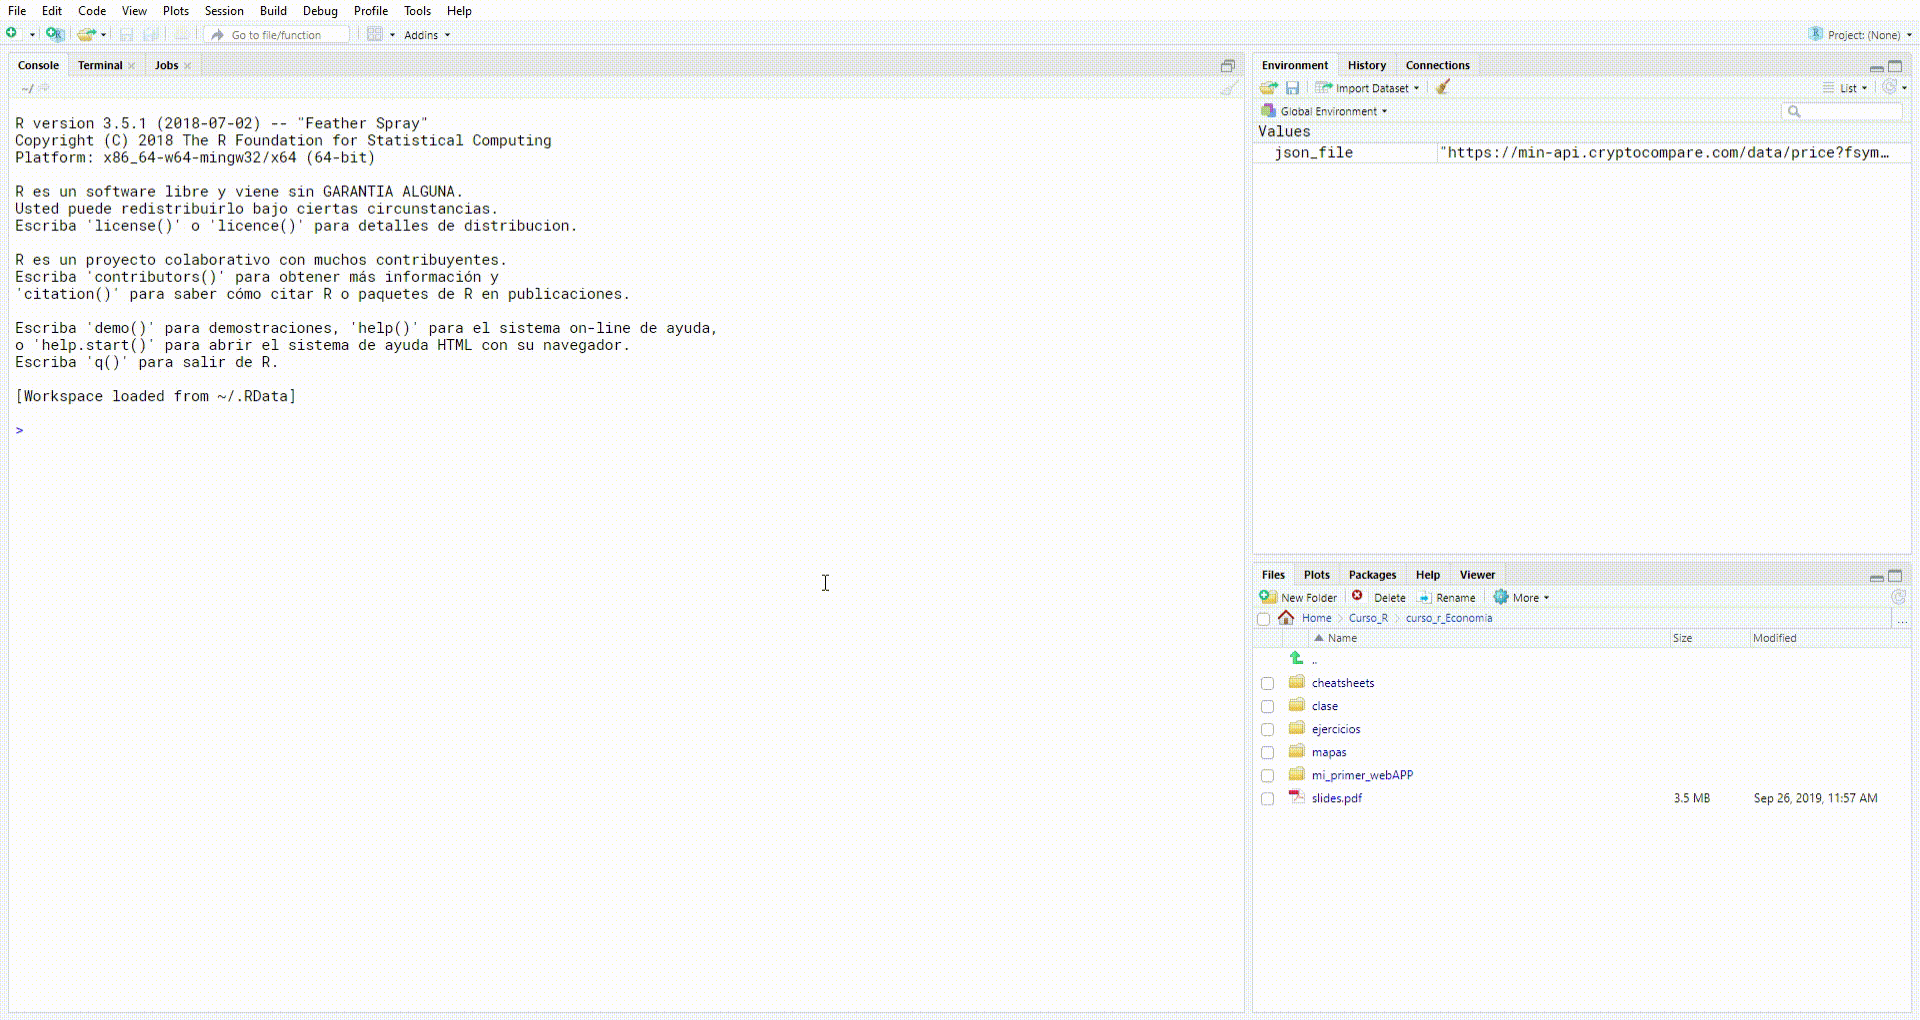 File Edit Code View Plots Session Build Debug Profile Tools Help
Go to file/function Addins Project: (None)
Console Terminal Jobs
~/
R version 3.5.1 (2018-07-02) -- "Feather Spray"
Copyright (C) 2018 The R Foundation for Statistical Computing
Platform: x86_64-w64-mingw32/x64 (64-bit)
R es un software libre y viene sin GARANTIA ALGUNA.
Usted puede redistribuirlo bajo ciertas circunstancias.
Escriba 'license()' o 'licence()' para detalles de distribucion.
R es un proyecto colaborativo con muchos contribuyentes.
Escriba 'contributors()' para obtener más información y
'citation()' para saber cómo citar R o paquetes de R en publicaciones.
Escriba 'demo()' para demostraciones, 'help()' para el sistema on-line de ayuda,
o 'help.start()' para abrir el sistema de ayuda HTML con su navegador.
Escriba 'q()' para salir de R.
[Workspace loaded from ~/.RData]
>
Environment History Connections
Import Dataset List
Global Environment
Values
json_file "https://min-api.cryptocompare.com/data/price?fsym…
Files Plots Packages Help Viewer
New Folder Delete Rename More
Home Curso_R curso_r_Economia ...
Name Size Modified
..
cheatsheets
clase
ejercicios
mapas
mi_primer_webAPP
slides.pdf 3.5 MB Sep 26, 2019, 11:57 AM